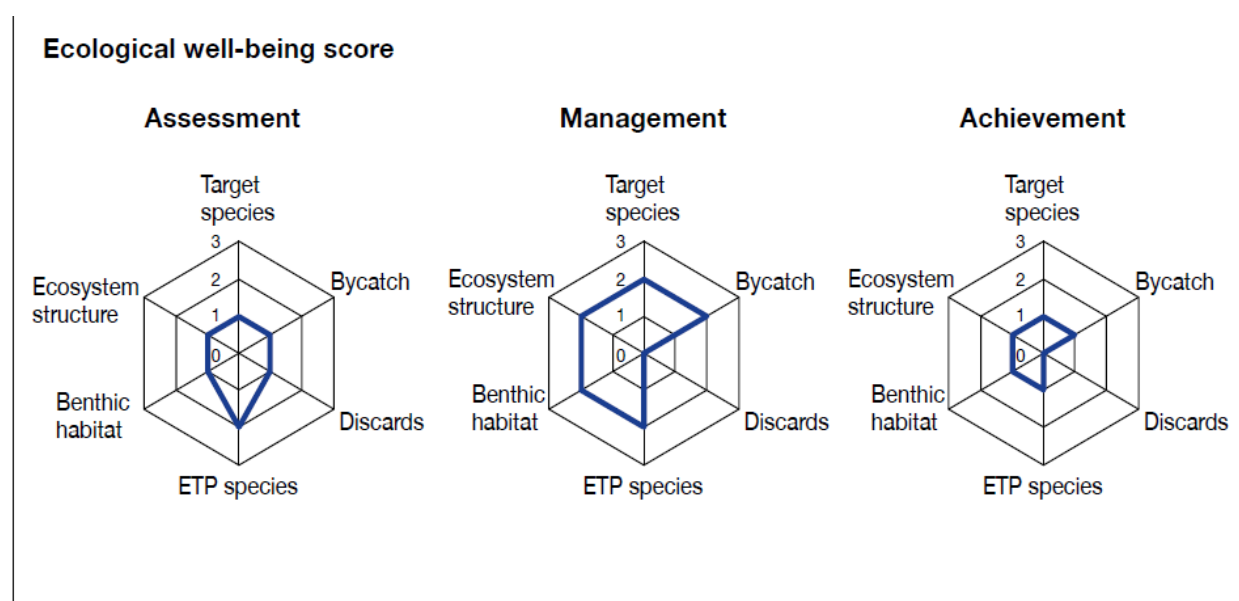 Ecological well-being score
Assessment
Target
species
3
2
1
0
Ecosystem
structure
Bycatch
Benthic
habitat
Discards
ETP species
Management
Target
species
3
2
1
0
Ecosystem
structure
Bycatch
Benthic
habitat
Discards
ETP species
Achievement
Target
species
3
2
1
0
Ecosystem
structure
Bycatch
Benthic
habitat
Discards
ETP species